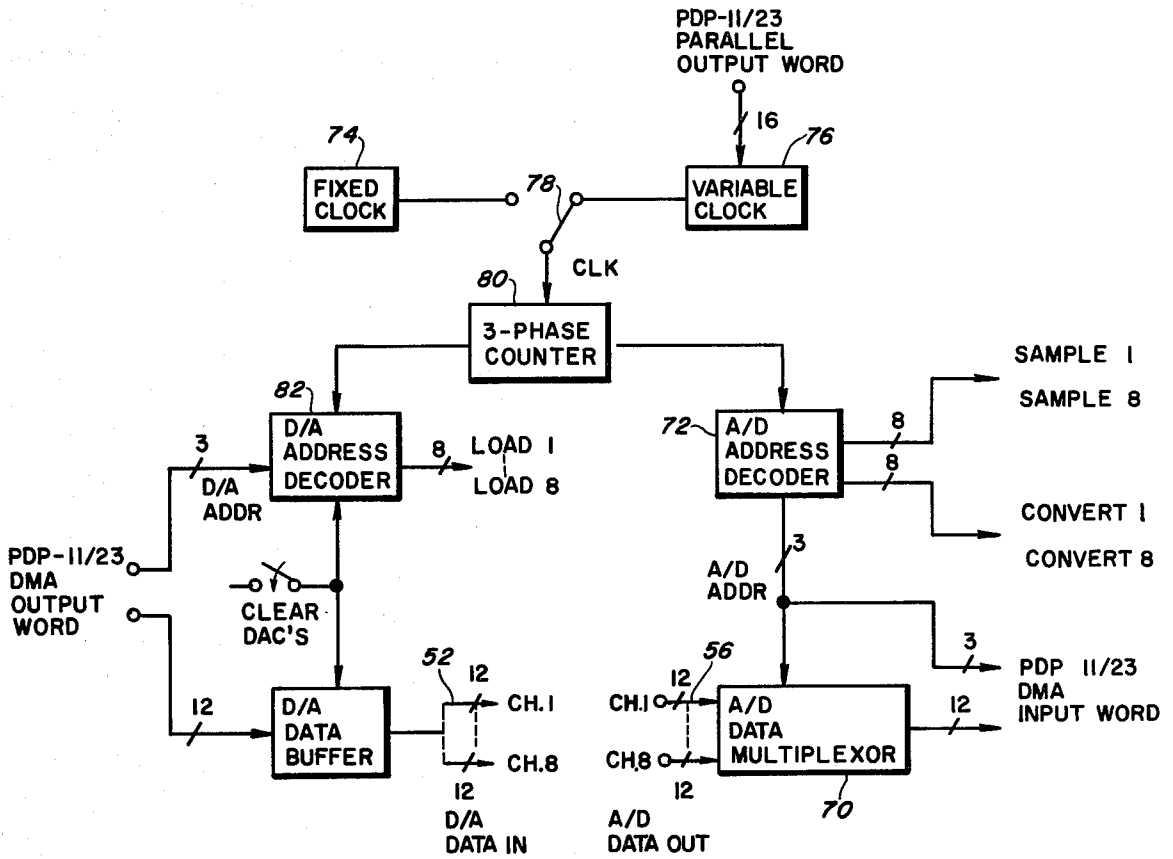 PDP-11/23
PARALLEL
OUTPUT WORD
16
74
FIXED
CLOCK
78
76
VARIABLE
CLOCK
CLK
80
3-PHASE
COUNTER
82
D/A
ADDRESS
DECODER
3
D/A
ADDR
8
LOAD 1
LOAD 8
72
A/D
ADDRESS
DECODER
8
8
SAMPLE 1
SAMPLE 8
CONVERT 1
CONVERT 8
PDP-11/23
DMA
OUTPUT
WORD
CLEAR
DAC'S
3
A/D
ADDR
12
D/A
DATA
BUFFER
52
12
CH.1
CH.8
12
D/A
DATA IN
56
12
CH.1
CH.8
12
A/D
DATA OUT
A/D
DATA
MULTIPLEXOR
70
3
12
PDP 11/23
DMA
INPUT WORD